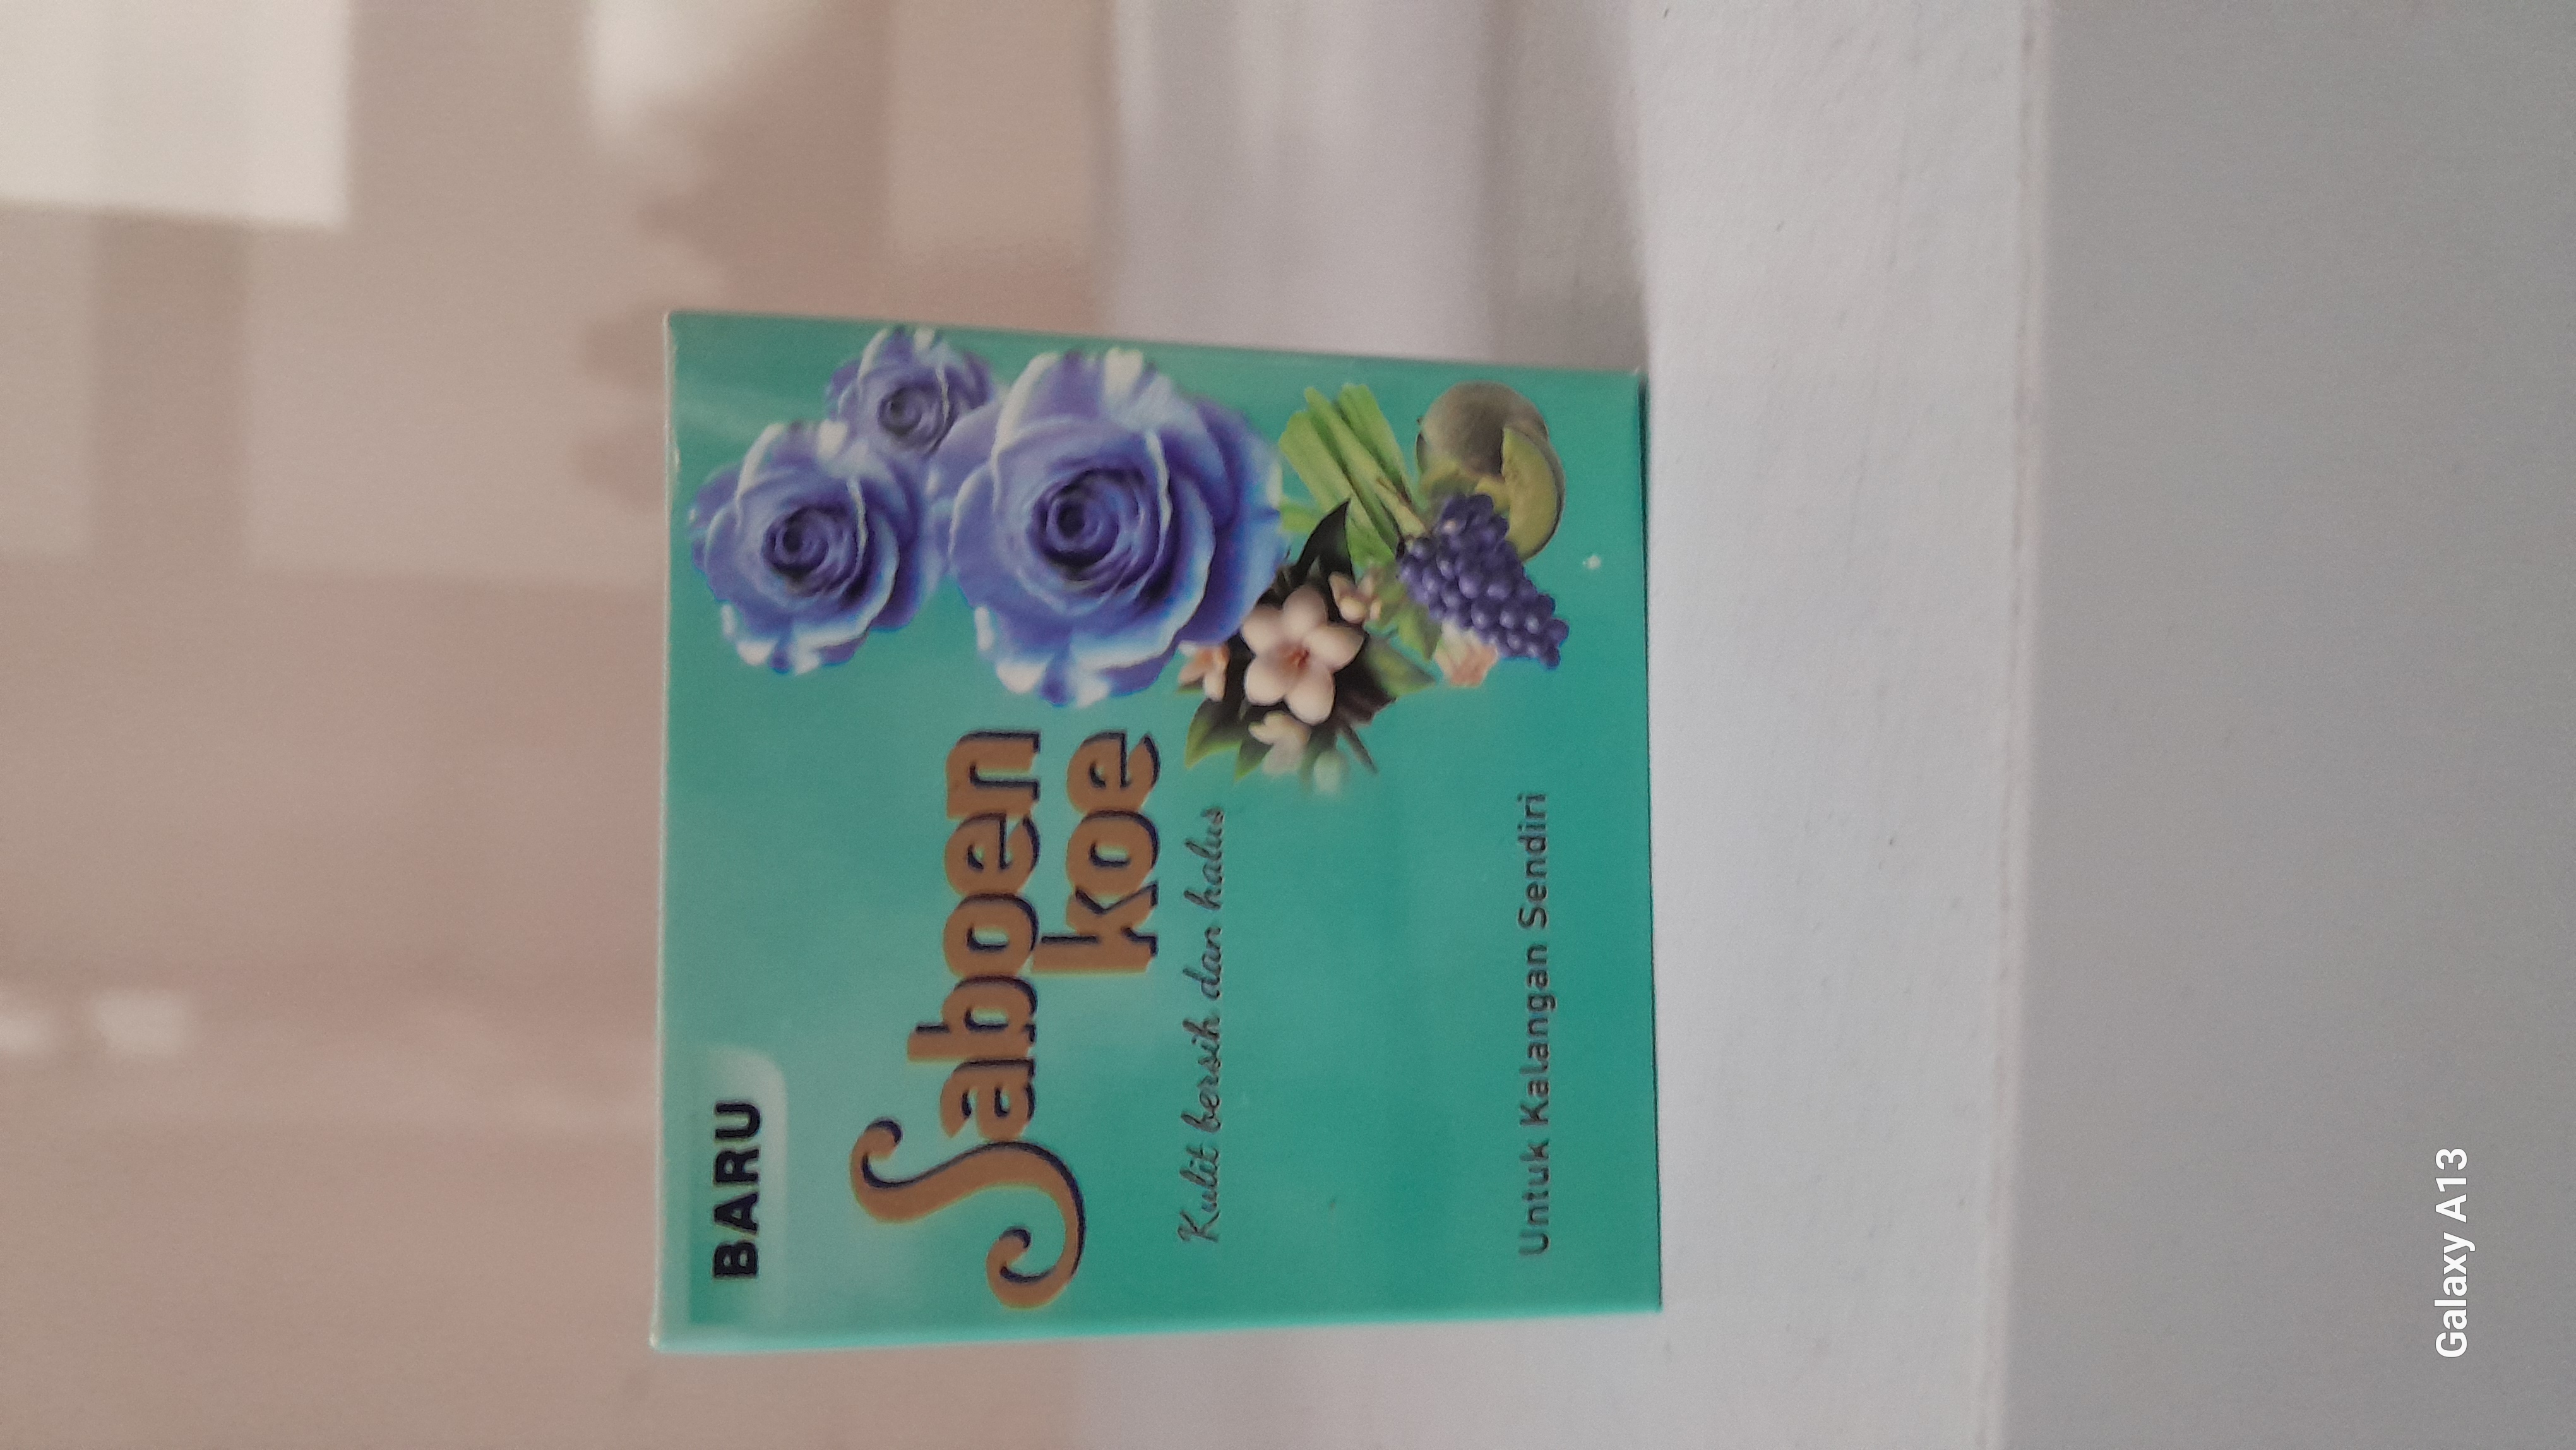 BARU
Saboen
koe
Kulit bersih dan halus
Untuk Kalangan Sendiri
Galaxy A13